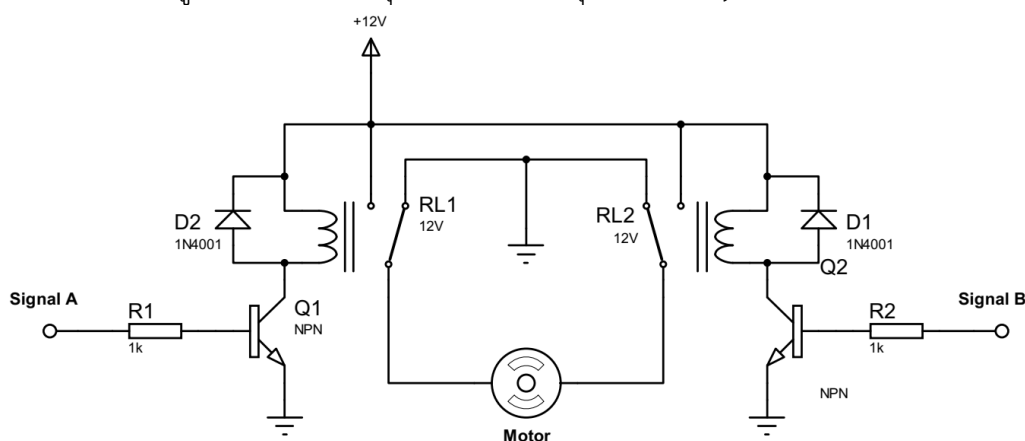 +12V
D2
1N4001
RL1
12V
RL2
12V
D1
1N4001
Q2
Signal A
R1
1k
Q1
NPN
Signal B
R2
1k
NPN
Motor